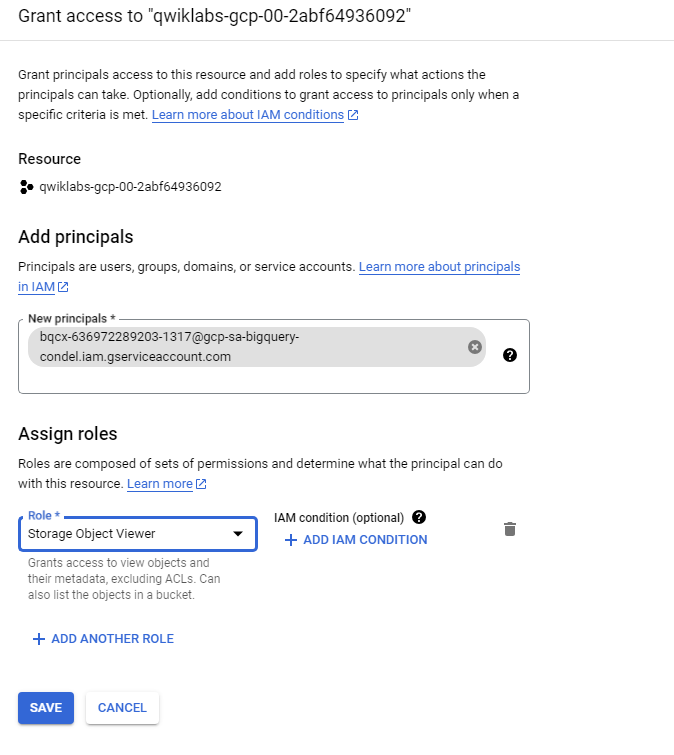 Grant access to "qwiklabs-gcp-00-2abf64936092"
Grant principals access to this resource and add roles to specify what actions the
principals can take. Optionally, add conditions to grant access to principals only when a
specific criteria is met. Learn more about IAM conditions
Resource
qwiklabs-gcp-00-2abf64936092
Add principals
Principals are users, groups, domains, or service accounts. Learn more about principals
in IAM
New principals *
bqcx-636972289203-1317@gcp-sa-bigquery-
condel.iam.gserviceaccount.com
Assign roles
Roles are composed of sets of permissions and determine what the principal can do
with this resource. Learn more
Role *
IAM condition (optional)
Storage Object Viewer
+ ADD IAM CONDITION
Grants access to view objects and
their metadata, excluding ACLs. Can
also list the objects in a bucket.
+ ADD ANOTHER ROLE
SAVE CANCEL